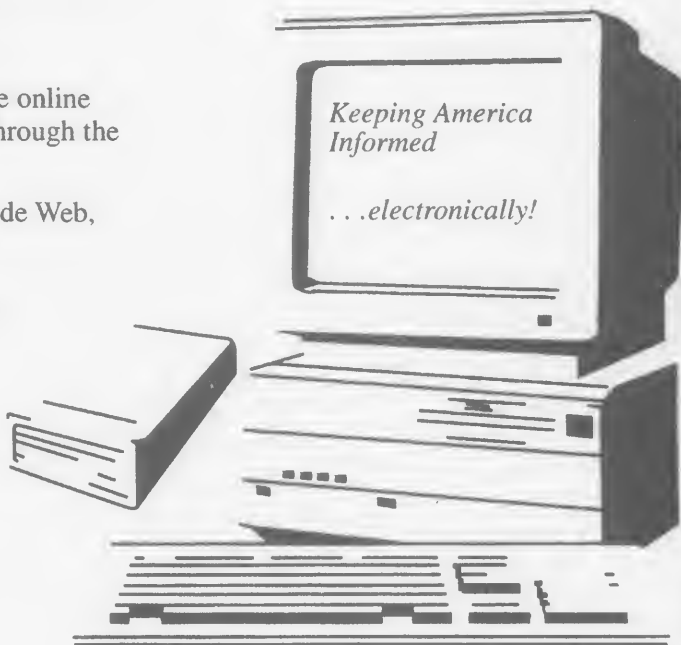 e online
hrough the
de Web,
Keeping America
Informed
. . .electronically!